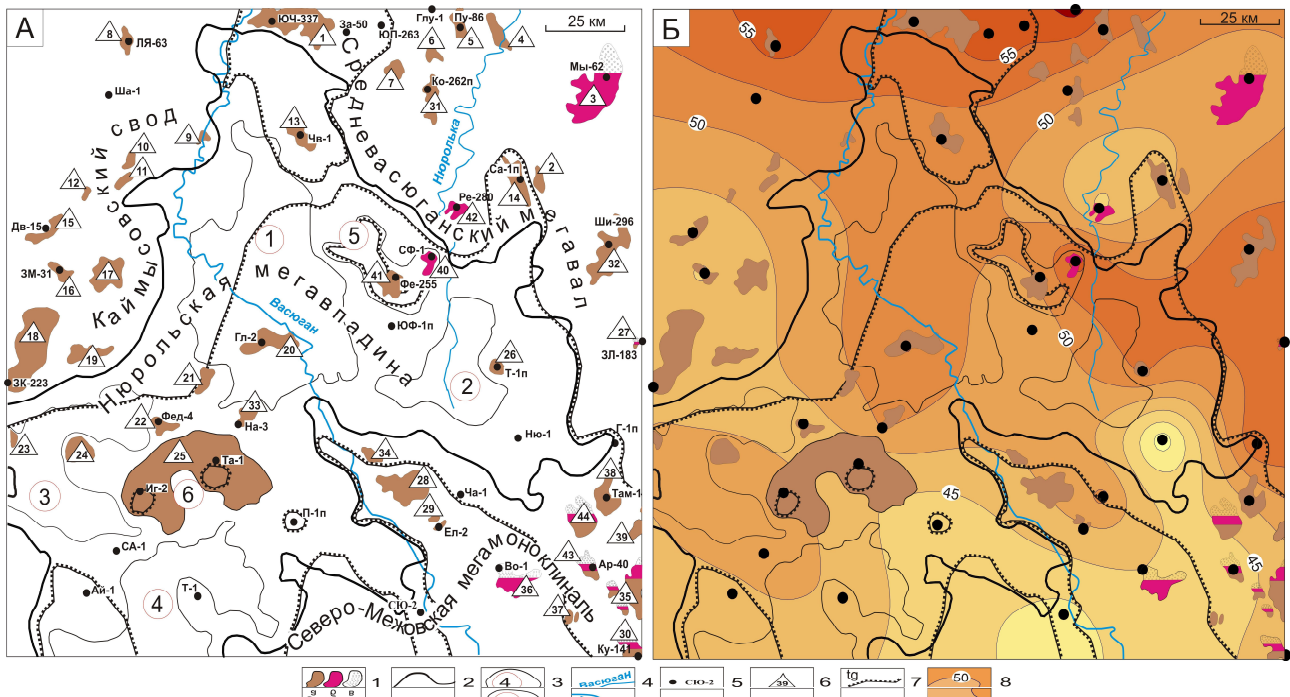 А
25 км
ЮЧ-337
За-50
ЮП-263
Глу-1
Пу-86
1
6
5
4
8
ЛЯ-63
7
Ко-262п
31
Мы-62
3
Ша-1
13
Чв-1
9
10
11
12
Са-1п
14
2
Ре-280
42
Дв-15
15
Ши-296
32
ЗМ-31
16
17
1
5
СФ-1
40
41
Фе-255
18
19
ЮФ-1п
Гл-2
20
26
Т-1п
2
27
ЗЛ-183
ЗК-223
21
22
Фед-4
33
На-3
23
24
25
Та-1
Иг-2
6
3
34
28
29
Ню-1
Г-1п
Ча-1
38
Там-1
44
39
П-1п
Ел-2
СА-1
Во-1
36
43
Ар-40
35
37
30
Ку-141
Ай-1
4
Т-1
СЮ-2
Каймысовский свод
Средневасюганский мегавал
Нюрольская мегавпадина
Северо-Межовская мегамоноклиналь
Нюролька
Васюган
Б
25 км
55
55
50
50
50
45
45
а б в 1
2
4 3
Васюган 4
СЮ-2 5
39 6
tg 7
50 8